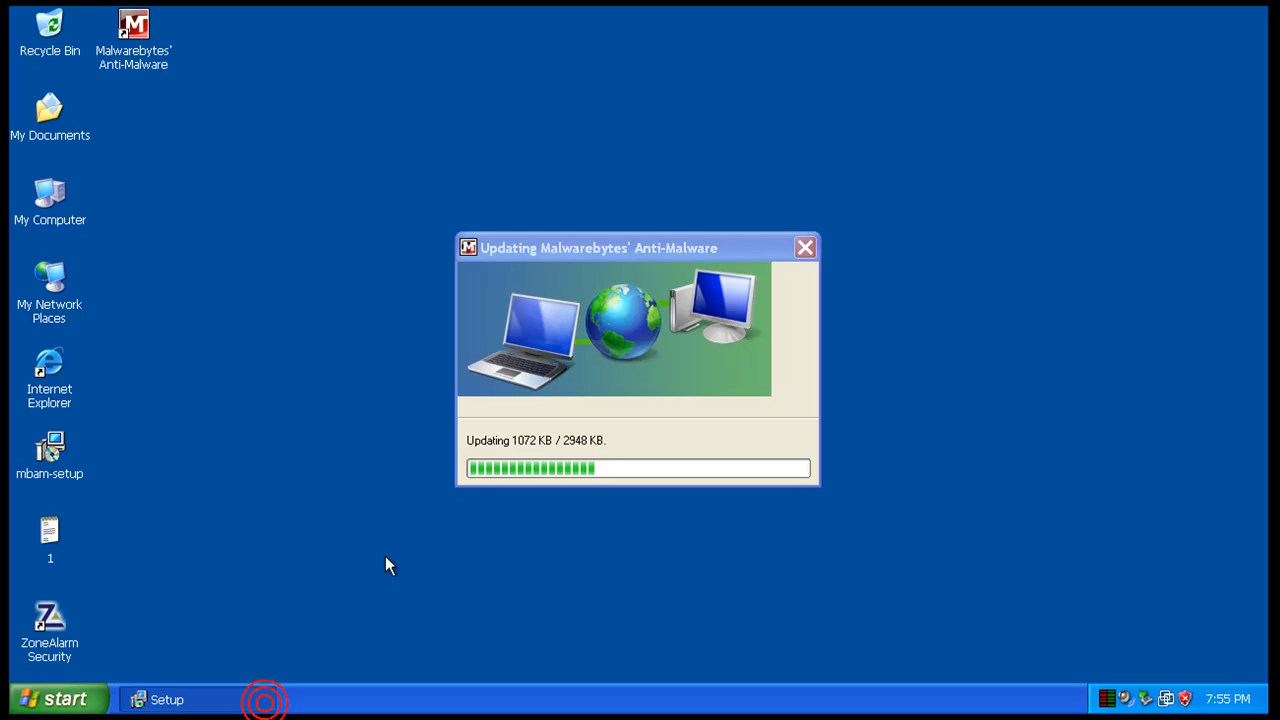 Recycle Bin
Malwarebytes'
Anti-Malware
My Documents
My Computer
My Network
Places
Internet
Explorer
mbam-setup
1
ZoneAlarm
Security
Updating Malwarebytes' Anti-Malware
Updating 1072 KB / 2948 KB.
start
Setup
7:55 PM